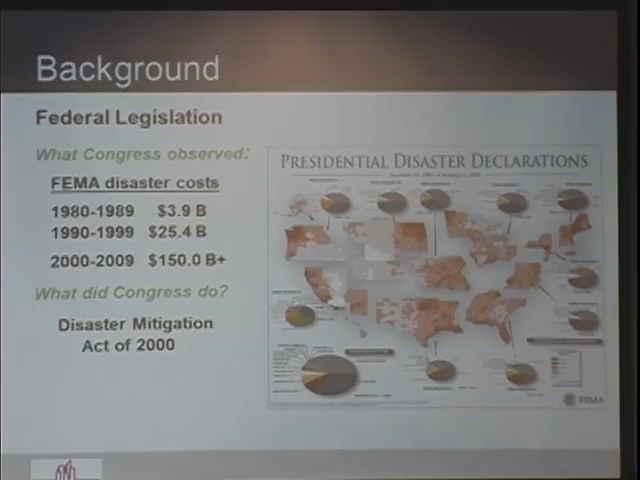 Background
Federal Legislation
What Congress observed:
FEMA disaster costs
1980-1989 $3.9 B
1990-1999 $25.4 B
2000-2009 $150.0 B+
What did Congress do?
Disaster Mitigation
Act of 2000
PRESIDENTIAL DISASTER DECLARATIONS
FEMA